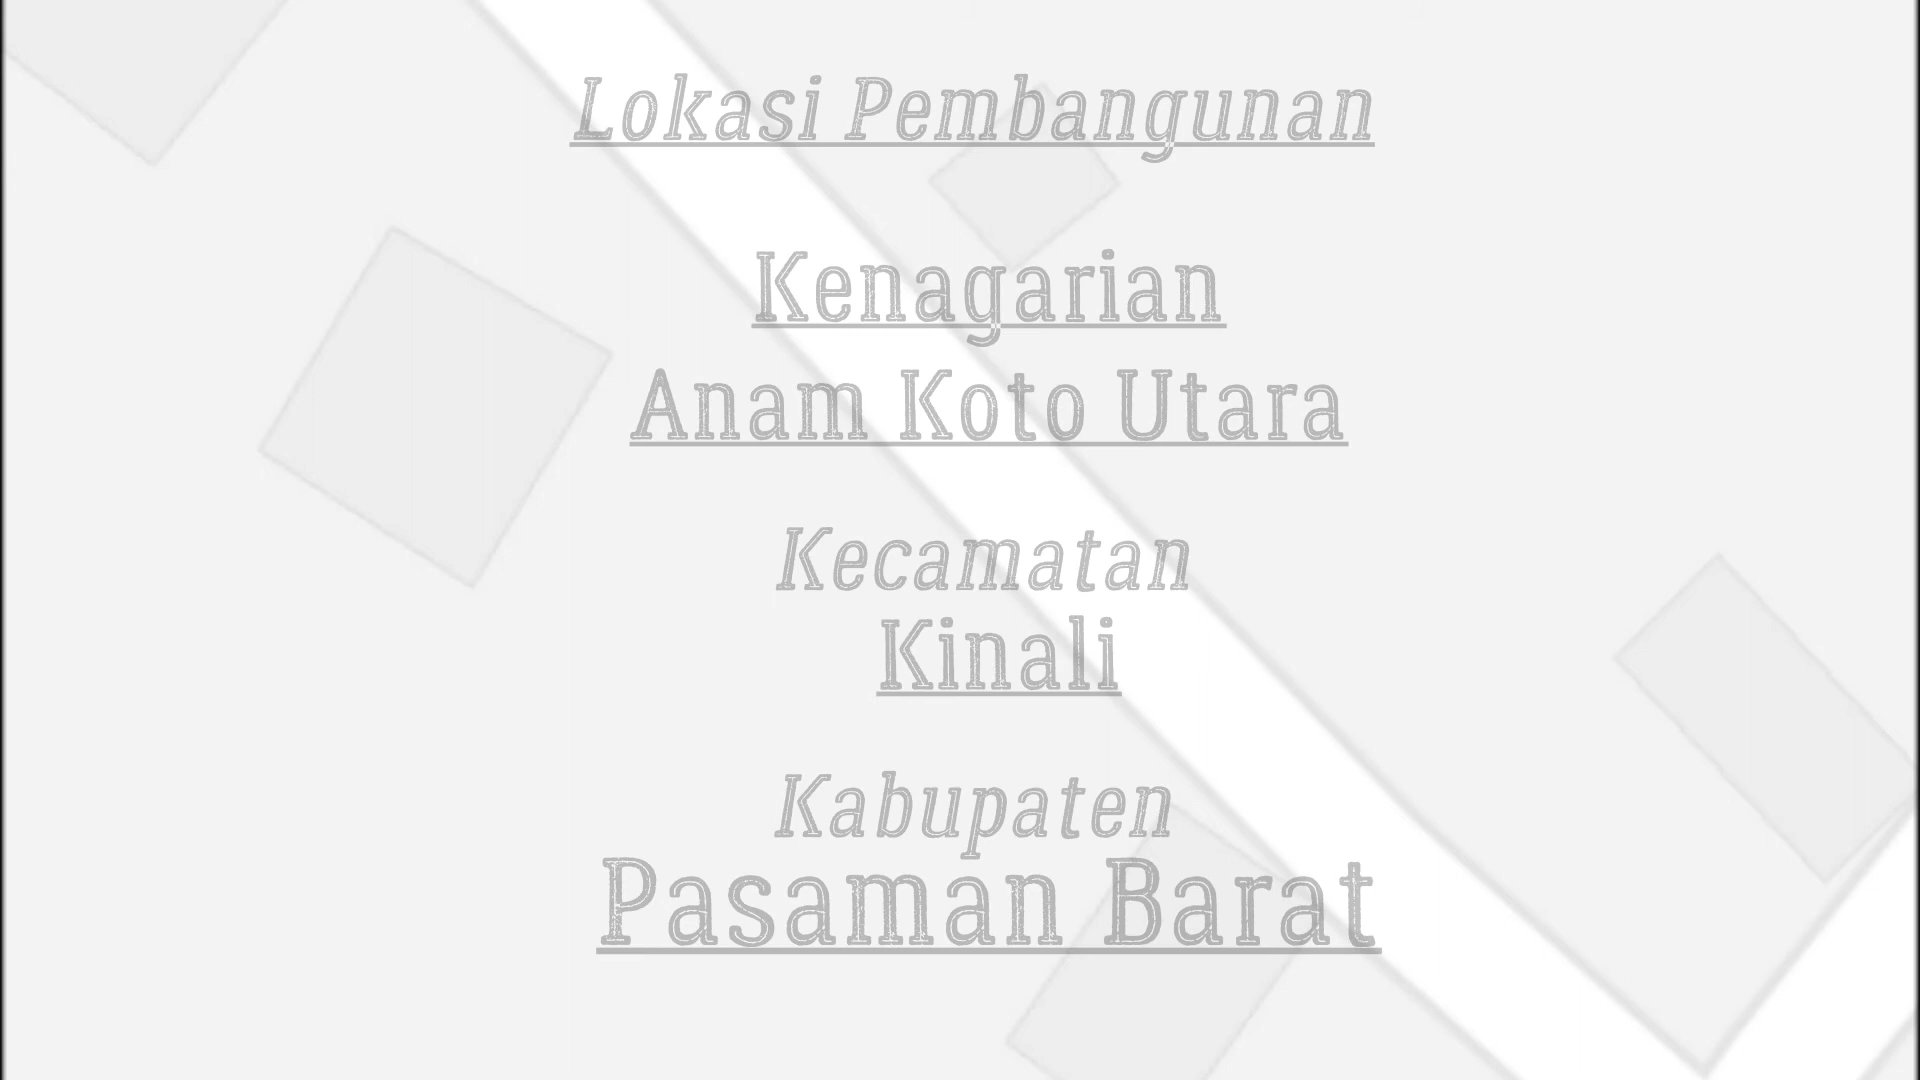 Lokasi Pembangunan
Kenagarian
Anam Koto Utara
Kecamatan
Kinali
Kabupaten
Pasaman Barat